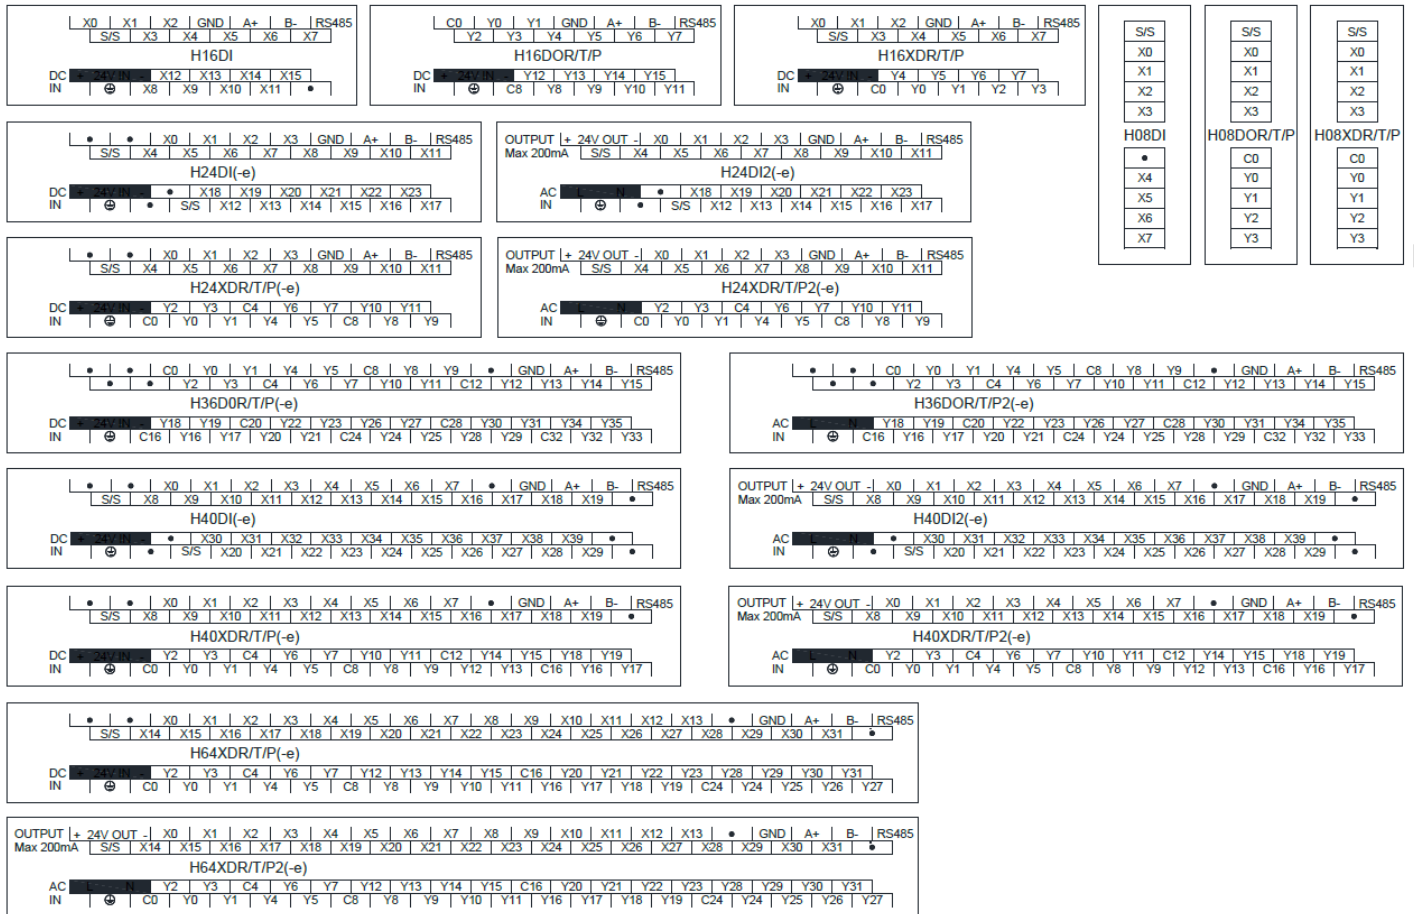 X0 X1 X2 GND A+ B- RS485
S/S X3 X4 X5 X6 X7
H16DI
DC + 24V IN - X12 X13 X14 X15
IN X8 X9 X10 X11 •
C0 Y0 Y1 GND A+ B- RS485
Y2 Y3 Y4 Y5 Y6 Y7
H16DOR/T/P
DC + 24V IN - Y12 Y13 Y14 Y15
IN C8 Y8 Y9 Y10 Y11
X0 X1 X2 GND A+ B- RS485
S/S X3 X4 X5 X6 X7
H16XDR/T/P
DC + 24V IN - Y4 Y5 Y6 Y7
IN C0 Y0 Y1 Y2 Y3
S/S
X0
X1
X2
X3
H08DI
•
X4
X5
X6
X7
S/S
X0
X1
X2
X3
H08DOR/T/P
C0
Y0
Y1
Y2
Y3
S/S
X0
X1
X2
X3
H08XDR/T/P
C0
Y0
Y1
Y2
Y3
• • X0 X1 X2 X3 GND A+ B- RS485
S/S X4 X5 X6 X7 X8 X9 X10 X11
H24DI(-e)
DC + 24V IN - • X18 X19 X20 X21 X22 X23
IN • S/S X12 X13 X14 X15 X16 X17
OUTPUT + 24V OUT - X0 X1 X2 X3 GND A+ B- RS485
Max 200mA S/S X4 X5 X6 X7 X8 X9 X10 X11
H24DI2(-e)
AC L N • X18 X19 X20 X21 X22 X23
IN • S/S X12 X13 X14 X15 X16 X17
• • X0 X1 X2 X3 GND A+ B- RS485
S/S X4 X5 X6 X7 X8 X9 X10 X11
H24XDR/T/P(-e)
DC + 24V IN - Y2 Y3 C4 Y6 Y7 Y10 Y11
IN C0 Y0 Y1 Y4 Y5 C8 Y8 Y9
OUTPUT + 24V OUT - X0 X1 X2 X3 GND A+ B- RS485
Max 200mA S/S X4 X5 X6 X7 X8 X9 X10 X11
H24XDR/T/P2(-e)
AC L N Y2 Y3 C4 Y6 Y7 Y10 Y11
IN C0 Y0 Y1 Y4 Y5 C8 Y8 Y9
• • C0 Y0 Y1 Y4 Y5 C8 Y8 Y9 • GND A+ B- RS485
• • Y2 Y3 C4 Y6 Y7 Y10 Y11 C12 Y12 Y13 Y14 Y15
H36D0R/T/P(-e)
DC + 24V IN - Y18 Y19 C20 Y22 Y23 Y26 Y27 C28 Y30 Y31 Y34 Y35
IN C16 Y16 Y17 Y20 Y21 C24 Y24 Y25 Y28 Y29 C32 Y32 Y33
• • C0 Y0 Y1 Y4 Y5 C8 Y8 Y9 • GND A+ B- RS485
• • Y2 Y3 C4 Y6 Y7 Y10 Y11 C12 Y12 Y13 Y14 Y15
H36DOR/T/P2(-e)
AC L N Y18 Y19 C20 Y22 Y23 Y26 Y27 C28 Y30 Y31 Y34 Y35
IN C16 Y16 Y17 Y20 Y21 C24 Y24 Y25 Y28 Y29 C32 Y32 Y33
• • X0 X1 X2 X3 X4 X5 X6 X7 • GND A+ B- RS485
S/S X8 X9 X10 X11 X12 X13 X14 X15 X16 X17 X18 X19 •
H40DI(-e)
DC + 24V IN - • X30 X31 X32 X33 X34 X35 X36 X37 X38 X39 •
IN • S/S X20 X21 X22 X23 X24 X25 X26 X27 X28 X29 •
OUTPUT + 24V OUT - X0 X1 X2 X3 X4 X5 X6 X7 • GND A+ B- RS485
Max 200mA S/S X8 X9 X10 X11 X12 X13 X14 X15 X16 X17 X18 X19 •
H40DI2(-e)
AC L N • X30 X31 X32 X33 X34 X35 X36 X37 X38 X39 •
IN • S/S X20 X21 X22 X23 X24 X25 X26 X27 X28 X29 •
• • X0 X1 X2 X3 X4 X5 X6 X7 • GND A+ B- RS485
S/S X8 X9 X10 X11 X12 X13 X14 X15 X16 X17 X18 X19 •
H40XDR/T/P(-e)
DC + 24V IN - Y2 Y3 C4 Y6 Y7 Y10 Y11 C12 Y14 Y15 Y18 Y19
IN C0 Y0 Y1 Y4 Y5 C8 Y8 Y9 Y12 Y13 C16 Y16 Y17
OUTPUT + 24V OUT - X0 X1 X2 X3 X4 X5 X6 X7 • GND A+ B- RS485
Max 200mA S/S X8 X9 X10 X11 X12 X13 X14 X15 X16 X17 X18 X19 •
H40XDR/T/P2(-e)
AC L N Y2 Y3 C4 Y6 Y7 Y10 Y11 C12 Y14 Y15 Y18 Y19
IN C0 Y0 Y1 Y4 Y5 C8 Y8 Y9 Y12 Y13 C16 Y16 Y17
• • X0 X1 X2 X3 X4 X5 X6 X7 X8 X9 X10 X11 X12 X13 • GND A+ B- RS485
S/S X14 X15 X16 X17 X18 X19 X20 X21 X22 X23 X24 X25 X26 X27 X28 X29 X30 X31 •
H64XDR/T/P(-e)
DC + 24V IN - Y2 Y3 C4 Y6 Y7 Y12 Y13 Y14 Y15 C16 Y20 Y21 Y22 Y23 Y28 Y29 Y30 Y31
IN C0 Y0 Y1 Y4 Y5 C8 Y8 Y9 Y10 Y11 Y16 Y17 Y18 Y19 C24 Y24 Y25 Y26 Y27
OUTPUT + 24V OUT - X0 X1 X2 X3 X4 X5 X6 X7 X8 X9 X10 X11 X12 X13 • GND A+ B- RS485
Max 200mA S/S X14 X15 X16 X17 X18 X19 X20 X21 X22 X23 X24 X25 X26 X27 X28 X29 X30 X31 •
H64XDR/T/P2(-e)
AC L N Y2 Y3 C4 Y6 Y7 Y12 Y13 Y14 Y15 C16 Y20 Y21 Y22 Y23 Y28 Y29 Y30 Y31
IN C0 Y0 Y1 Y4 Y5 C8 Y8 Y9 Y10 Y11 Y16 Y17 Y18 Y19 C24 Y24 Y25 Y26 Y27